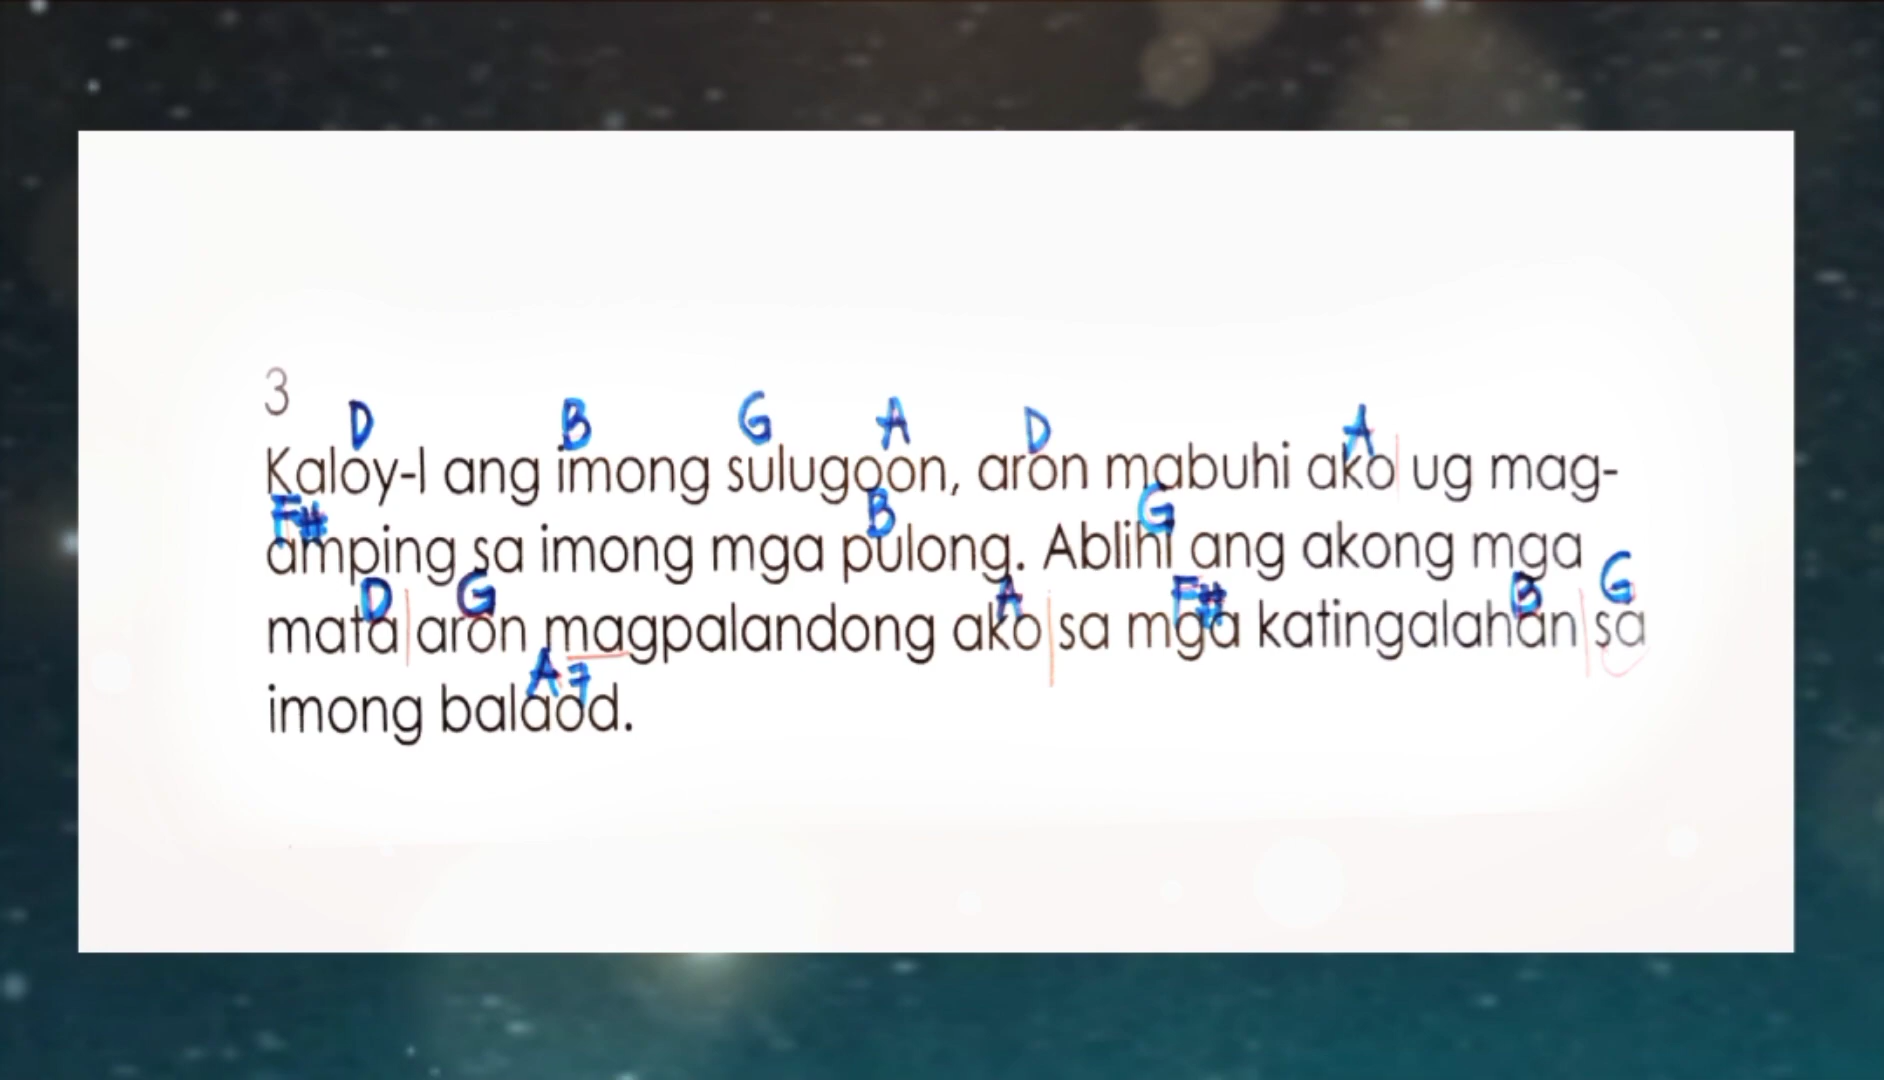 3
D B G A D A
Kaloy-I ang imong sulugoon, aron mabuhi ako ug mag-
F# B G
amping sa imong mga pulong. Ablihi ang akong mga
D G A F# B G
mata aron magpalandong ako sa mga katingalahan sa
A7
imong balaod.